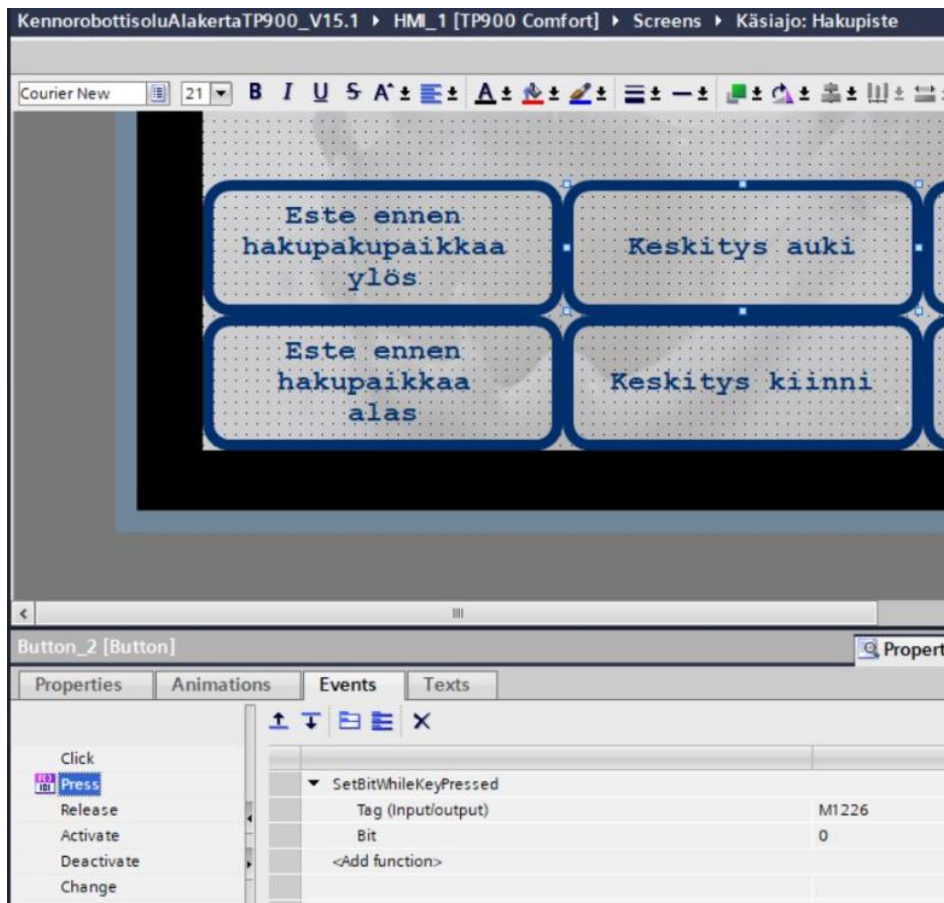 KennorobottisoluAlakertaTP900_V15.1 ▸ HMI_1 [TP900 Comfort] ▸ Screens ▸ Käsiajo: Hakupiste
Courier New 21 B I U S A A
Este ennen
hakupakupaikkaa
ylös
Keskitys auki
Este ennen
hakupaikkaa
alas
Keskitys kiinni
Button_2 [Button]
Propert
Properties Animations Events Texts
Click
Press
Release
Activate
Deactivate
Change
SetBitWhileKeyPressed
Tag (Input/output) M1226
Bit 0
<Add function>